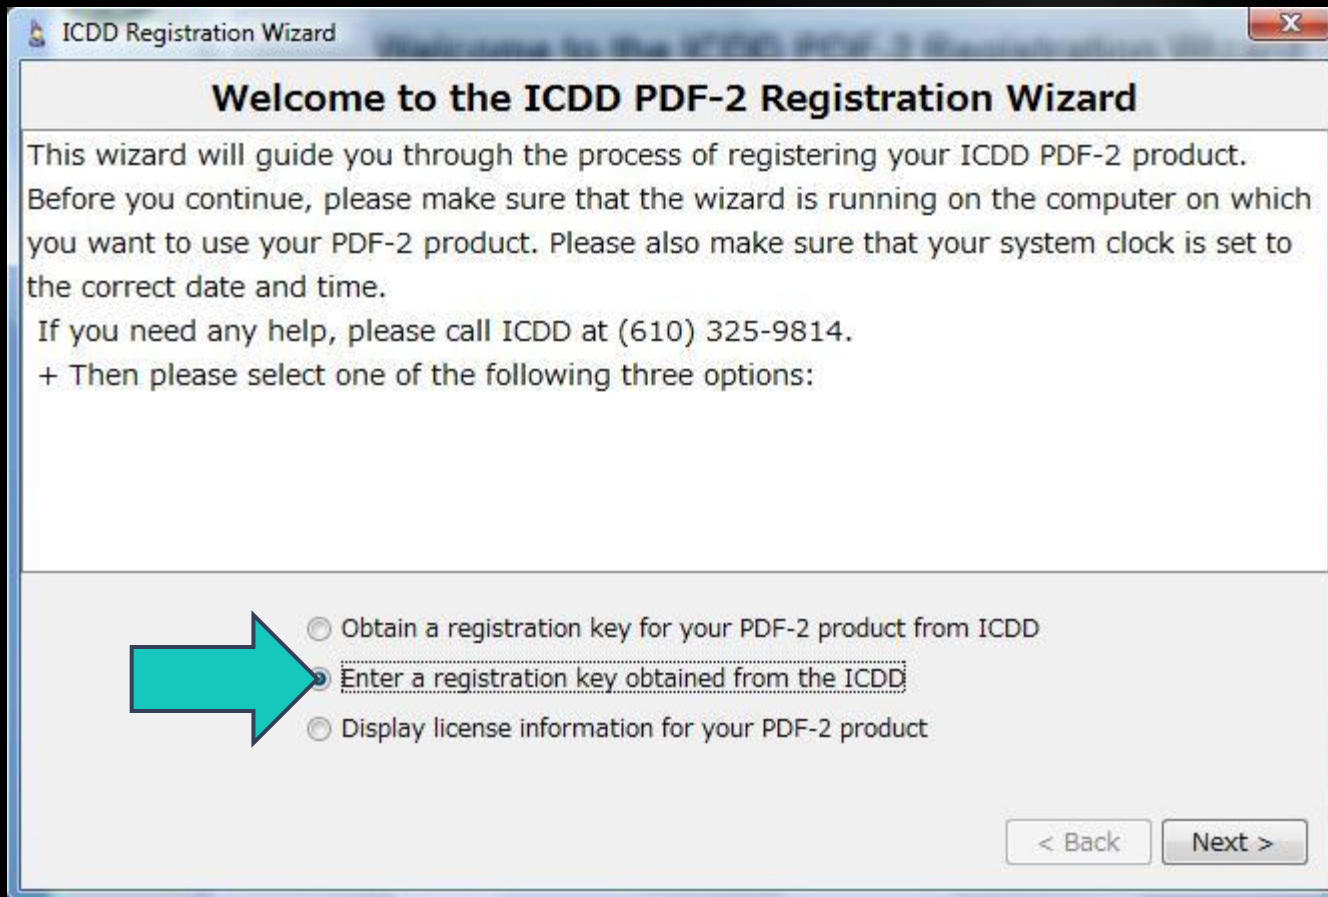 ICDD Registration Wizard
Welcome to the ICDD PDF-2 Registration Wizard
This wizard will guide you through the process of registering your ICDD PDF-2 product.
Before you continue, please make sure that the wizard is running on the computer on which
you want to use your PDF-2 product. Please also make sure that your system clock is set to
the correct date and time.
If you need any help, please call ICDD at (610) 325-9814.
+ Then please select one of the following three options:
Obtain a registration key for your PDF-2 product from ICDD
Enter a registration key obtained from the ICDD
Display license information for your PDF-2 product
< Back Next >